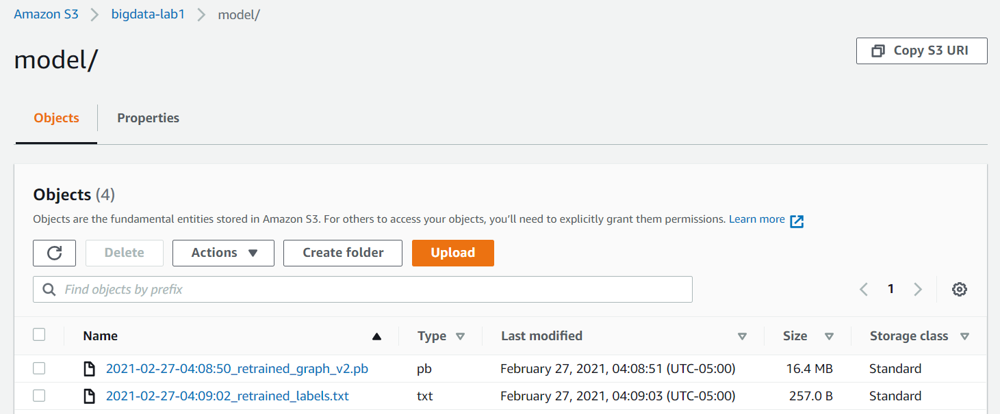 Amazon S3 > bigdata-lab1 > model/
model/
Copy S3 URI
Objects
Properties
Objects (4)
Objects are the fundamental entities stored in Amazon S3. For others to access your objects, you'll need to explicitly grant them permissions. Learn more
Delete Actions Create folder Upload
Find objects by prefix 1
Name Type Last modified Size Storage class
2021-02-27-04:08:50_retrained_graph_v2.pb pb February 27, 2021, 04:08:51 (UTC-05:00) 16.4 MB Standard
2021-02-27-04:09:02_retrained_labels.txt txt February 27, 2021, 04:09:03 (UTC-05:00) 257.0 B Standard